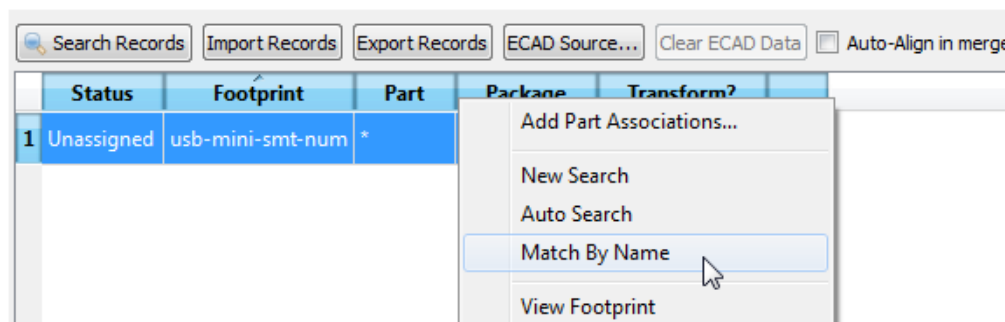 Search Records Import Records Export Records ECAD Source... Clear ECAD Data Auto-Align in merge
Status Footprint Part Package Transform?
1 Unassigned usb-mini-smt-num *
Add Part Associations...
New Search
Auto Search
Match By Name
View Footprint